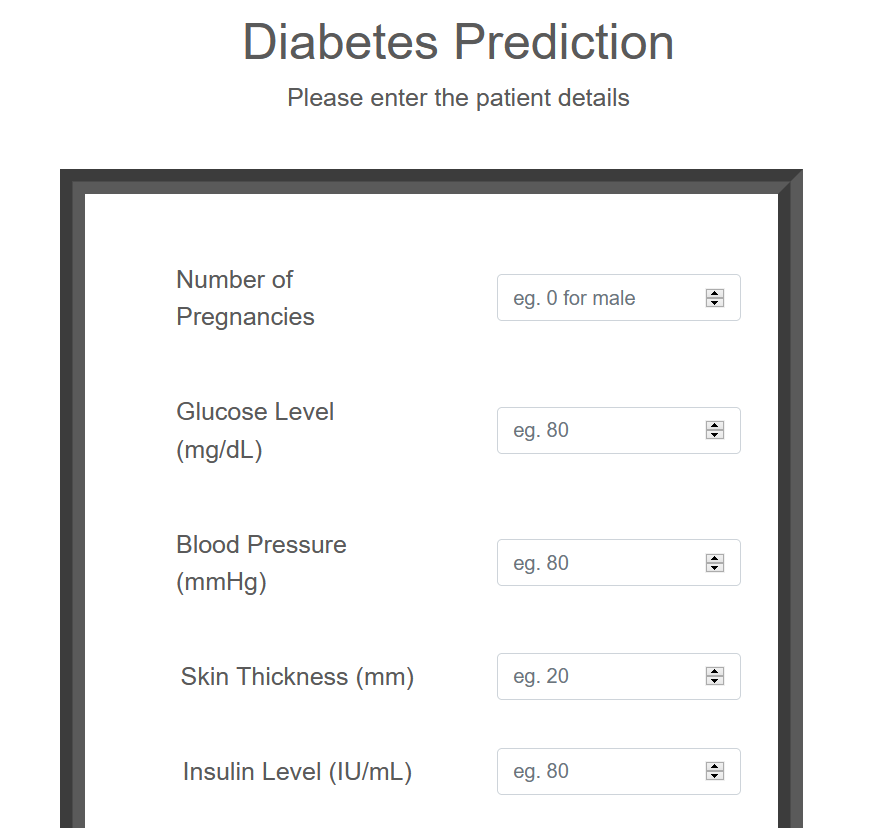 Diabetes Prediction
Please enter the patient details
Number of
Pregnancies
eg. 0 for male
Glucose Level
(mg/dL)
eg. 80
Blood Pressure
(mmHg)
eg. 80
Skin Thickness (mm)
eg. 20
Insulin Level (IU/mL)
eg. 80